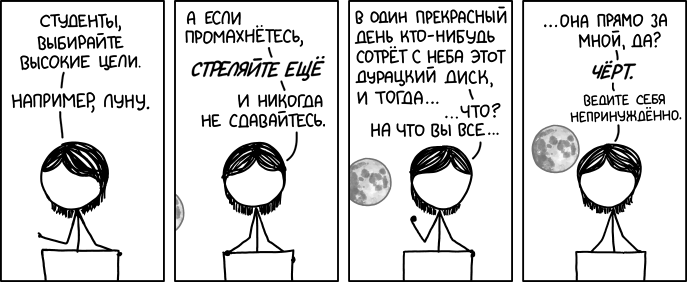 СТУДЕНТЫ,
ВЫБИРАЙТЕ
ВЫСОКИЕ ЦЕЛИ.
НАПРИМЕР, ЛУНУ.
А ЕСЛИ
ПРОМАХНЁТЕСЬ,
СТРЕЛЯЙТЕ ЕЩЁ
И НИКОГДА
НЕ СДАВАЙТЕСЬ.
В ОДИН ПРЕКРАСНЫЙ
ДЕНЬ КТО-НИБУДЬ
СОТРЁТ С НЕБА ЭТОТ
ДУРАЦКИЙ ДИСК,
И ТОГДА...
...ЧТО?
НА ЧТО ВЫ ВСЕ...
...ОНА ПРЯМО ЗА
МНОЙ, ДА?
ЧЁРТ.
ВЕДИТЕ СЕБЯ
НЕПРИНУЖДЁННО.